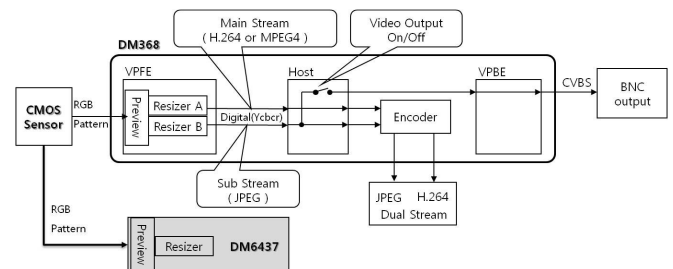 Main Stream
( H.264 or MPEG4 )
Video Output
On/Off
DM368
VPFE
Host
VPBE
CVBS
BNC
output
CMOS
Sensor
RGB
Pattern
Preview
Resizer A
Resizer B
Digital(Ycbcr)
Encoder
Sub Stream
( JPEG )
JPEG H.264
Dual Stream
RGB
Pattern
Preview
Resizer
DM6437